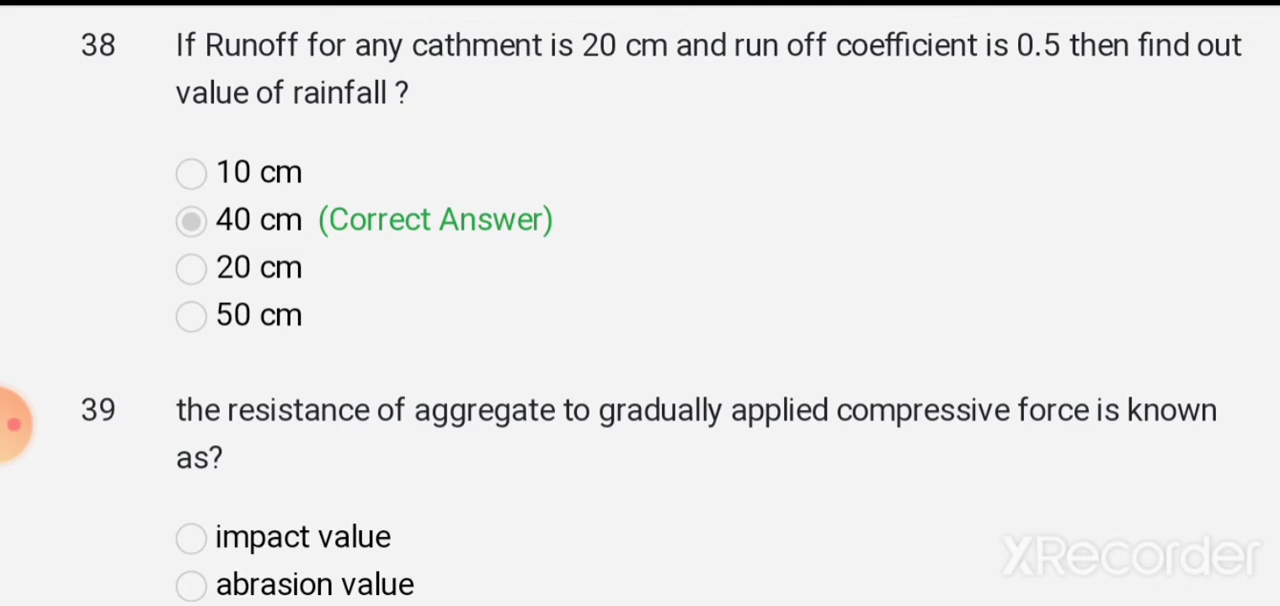 38 If Runoff for any cathment is 20 cm and run off coefficient is 0.5 then find out
value of rainfall ?
10 cm
40 cm (Correct Answer)
20 cm
50 cm
39 the resistance of aggregate to gradually applied compressive force is known
as?
impact value
XRecorder
abrasion value